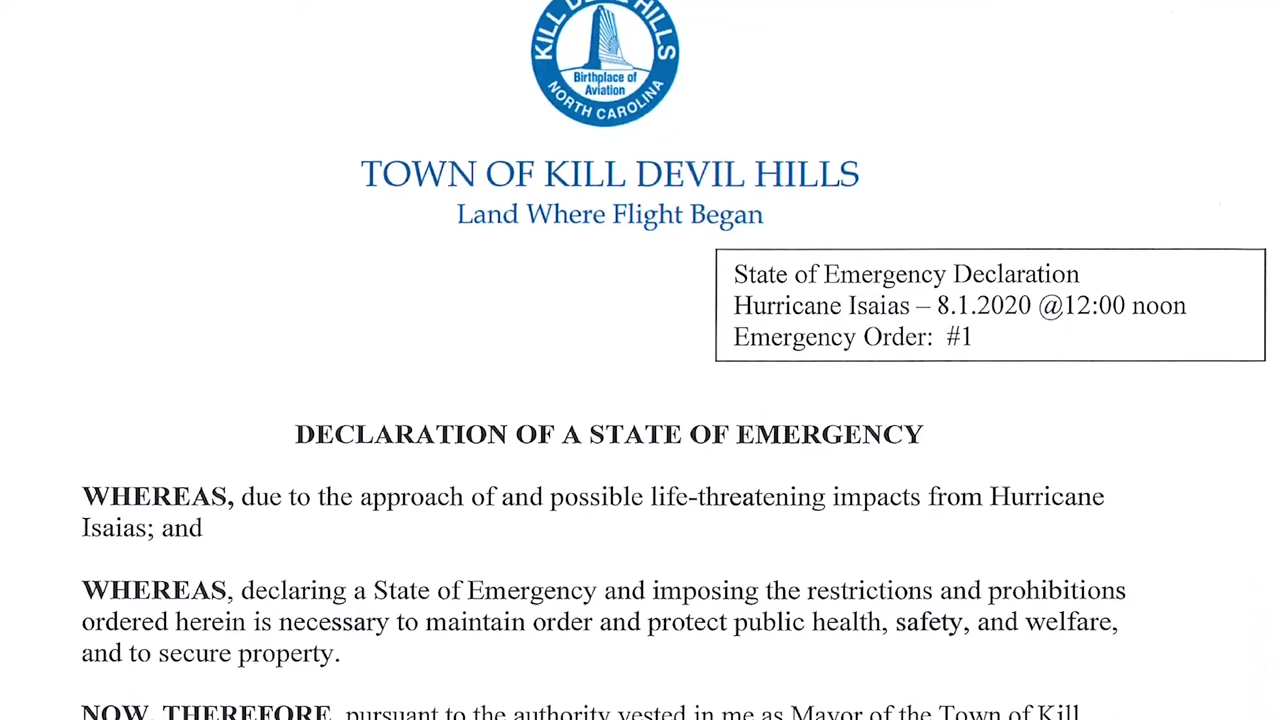 KILL DEVIL HILLS
Birthplace of
Aviation
NORTH CAROLINA
TOWN OF KILL DEVIL HILLS
Land Where Flight Began
State of Emergency Declaration
Hurricane Isaias – 8.1.2020 @12:00 noon
Emergency Order: #1
DECLARATION OF A STATE OF EMERGENCY
WHEREAS, due to the approach of and possible life-threatening impacts from Hurricane
Isaias; and
WHEREAS, declaring a State of Emergency and imposing the restrictions and prohibitions
ordered herein is necessary to maintain order and protect public health, safety, and welfare,
and to secure property.
NOW, THEREFORE, pursuant to the authority vested in me as Mayor of the Town of Kill